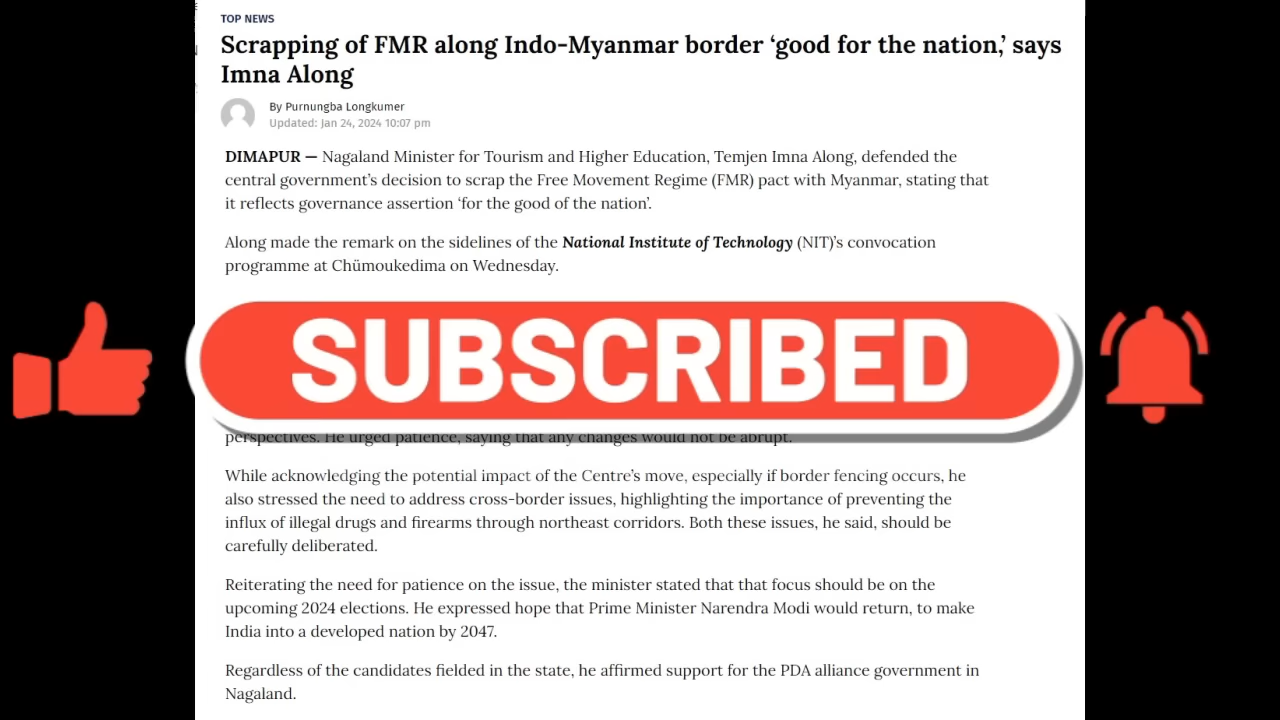 TOP NEWS
Scrapping of FMR along Indo-Myanmar border ‘good for the nation,’ says
Imna Along
By Purnungba Longkumer
Updated: Jan 24, 2024 10:07 pm
DIMAPUR — Nagaland Minister for Tourism and Higher Education, Temjen Imna Along, defended the
central government’s decision to scrap the Free Movement Regime (FMR) pact with Myanmar, stating that
it reflects governance assertion ‘for the good of the nation’.
Along made the remark on the sidelines of the National Institute of Technology (NIT)’s convocation
programme at Chümoukedima on Wednesday.
SUBSCRIBED
perspectives. He urged patience, saying that any changes would not be abrupt.
While acknowledging the potential impact of the Centre’s move, especially if border fencing occurs, he
also stressed the need to address cross-border issues, highlighting the importance of preventing the
influx of illegal drugs and firearms through northeast corridors. Both these issues, he said, should be
carefully deliberated.
Reiterating the need for patience on the issue, the minister stated that that focus should be on the
upcoming 2024 elections. He expressed hope that Prime Minister Narendra Modi would return, to make
India into a developed nation by 2047.
Regardless of the candidates fielded in the state, he affirmed support for the PDA alliance government in
Nagaland.